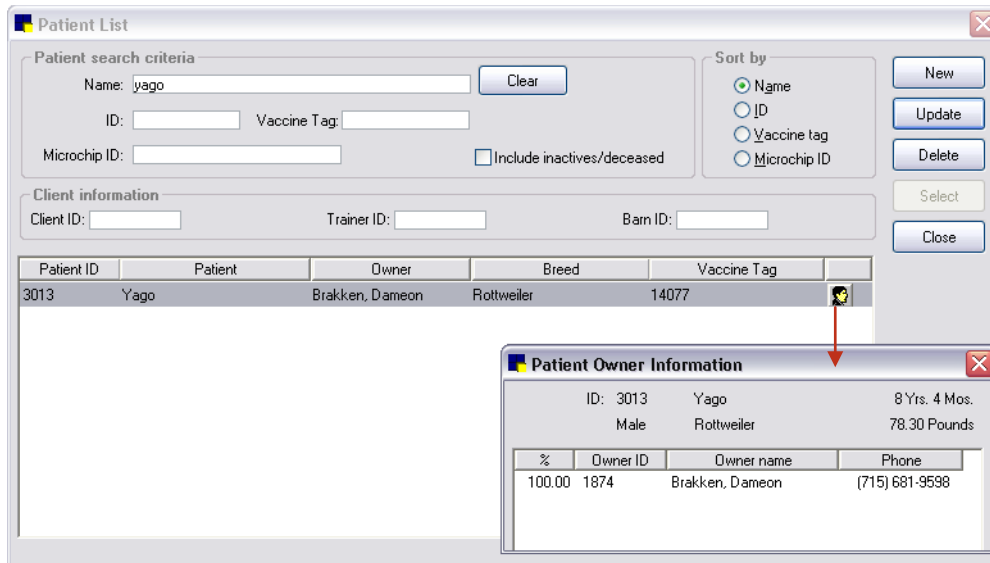 Patient List
Patient search criteria
Name: yago
Clear
ID:
Vaccine Tag:
Microchip ID:
Include inactives/deceased
Sort by
Name
ID
Vaccine tag
Microchip ID
New
Update
Delete
Select
Close
Client information
Client ID:
Trainer ID:
Barn ID:
Patient ID Patient Owner Breed Vaccine Tag
3013 Yago Brakken, Dameon Rottweiler 14077
Patient Owner Information
ID: 3013 Yago 8 Yrs. 4 Mos.
Male Rottweiler 78.30 Pounds
% Owner ID Owner name Phone
100.00 1874 Brakken, Dameon (715) 681-9598